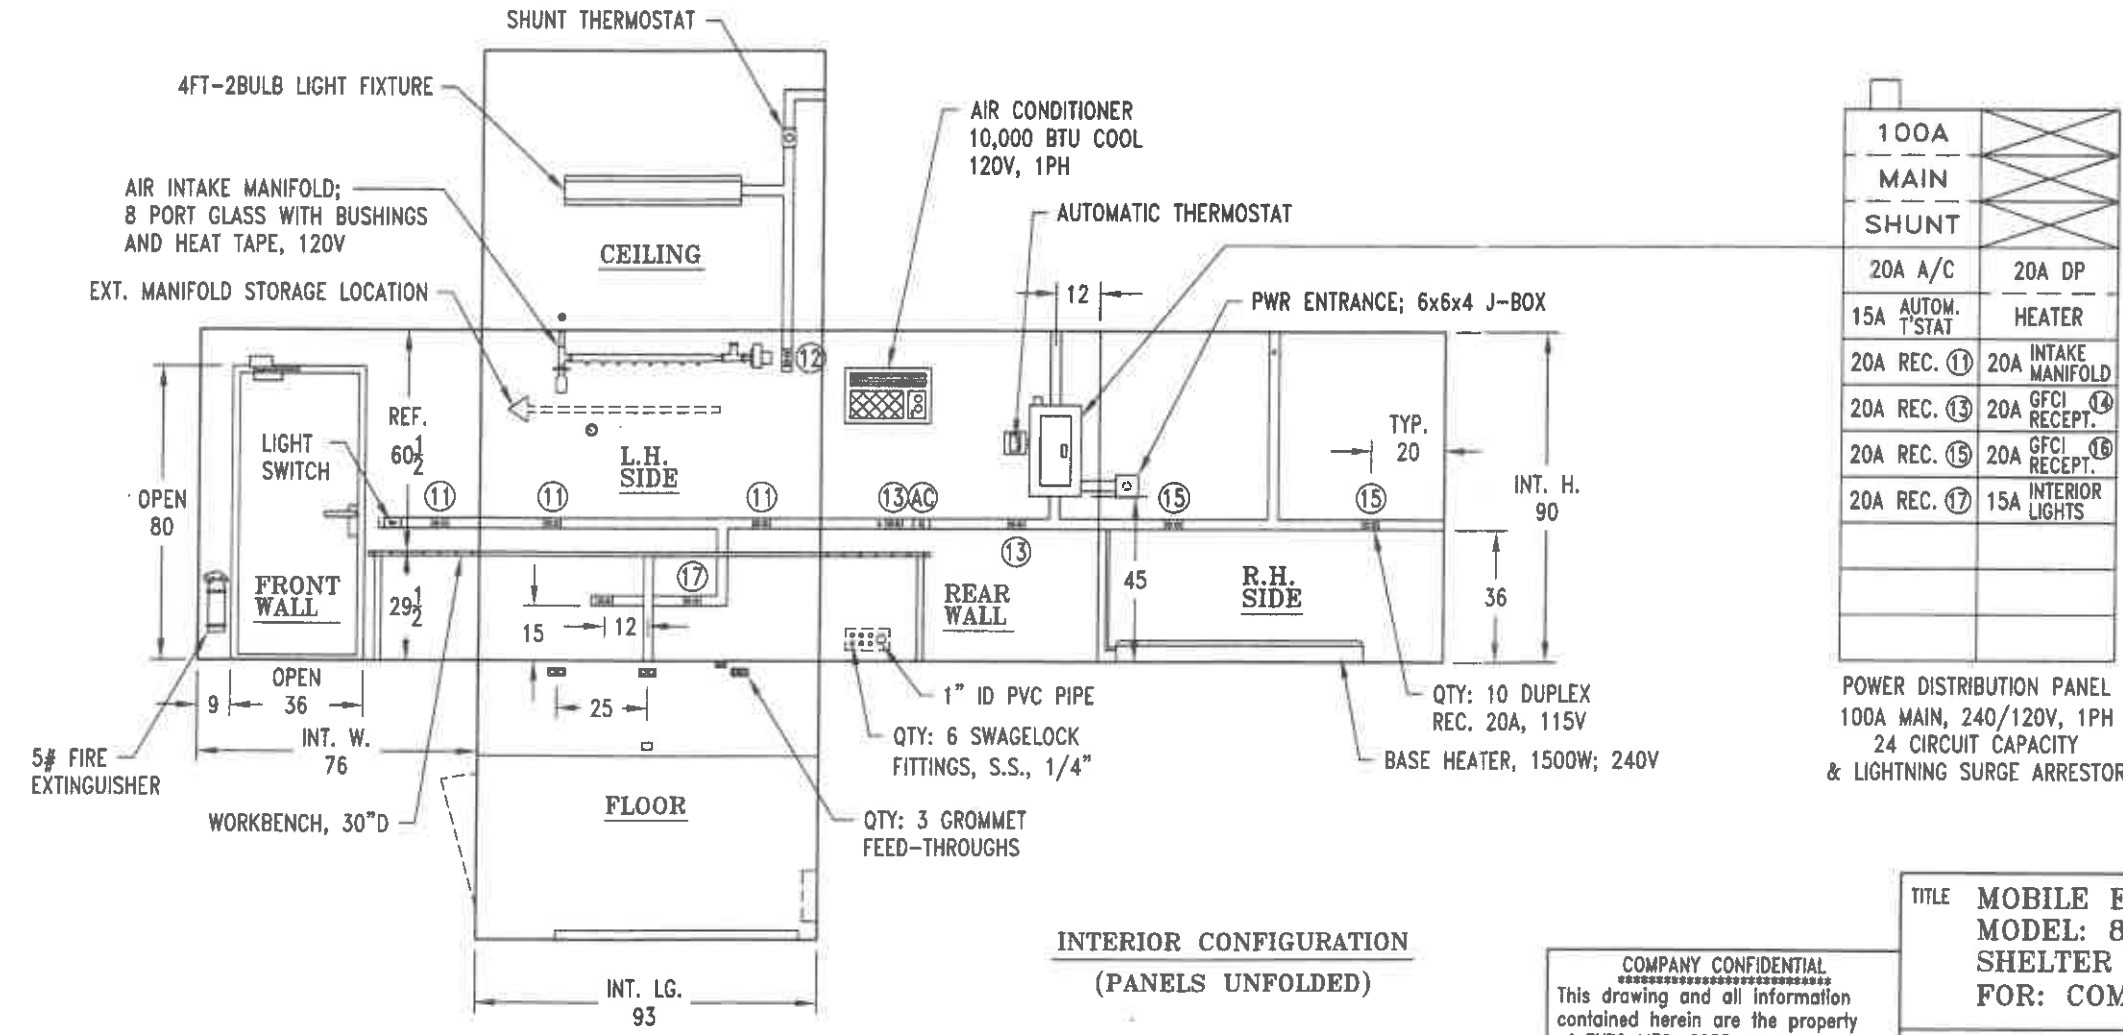 SHUNT THERMOSTAT
4FT-2BULB LIGHT FIXTURE
AIR INTAKE MANIFOLD;
8 PORT GLASS WITH BUSHINGS
AND HEAT TAPE, 120V
EXT. MANIFOLD STORAGE LOCATION
CEILING
AIR CONDITIONER
10,000 BTU COOL
120V, 1PH
AUTOMATIC THERMOSTAT
12
PWR ENTRANCE; 6x6x4 J-BOX
12
REF.
60 1/2
LIGHT
SWITCH
OPEN
80
L.H.
SIDE
11
11
11
13 AC
13
15
15
TYP.
20
INT. H.
90
FRONT
WALL
29 1/2
17
15
12
REAR
WALL
45
R.H.
SIDE
36
OPEN
9 36
INT. W.
76
25
1" ID PVC PIPE
QTY: 6 SWAGELOCK
FITTINGS, S.S., 1/4"
QTY: 10 DUPLEX
REC. 20A, 115V
BASE HEATER, 1500W; 240V
5# FIRE
EXTINGUISHER
WORKBENCH, 30"D
FLOOR
QTY: 3 GROMMET
FEED-THROUGHS
INT. LG.
93
INTERIOR CONFIGURATION
(PANELS UNFOLDED)
100A
MAIN
SHUNT
20A A/C 20A DP
15A AUTOM. T'STAT HEATER
20A REC. 11 20A INTAKE MANIFOLD
20A REC. 13 20A GFCI RECEPT. 14
20A REC. 15 20A GFCI RECEPT. 16
20A REC. 17 15A INTERIOR LIGHTS
POWER DISTRIBUTION PANEL
100A MAIN, 240/120V, 1PH
24 CIRCUIT CAPACITY
& LIGHTNING SURGE ARRESTOR
COMPANY CONFIDENTIAL
************************
This drawing and all information
contained herein are the property
TITLE MOBILE
MODEL: 8
SHELTER
FOR: COM